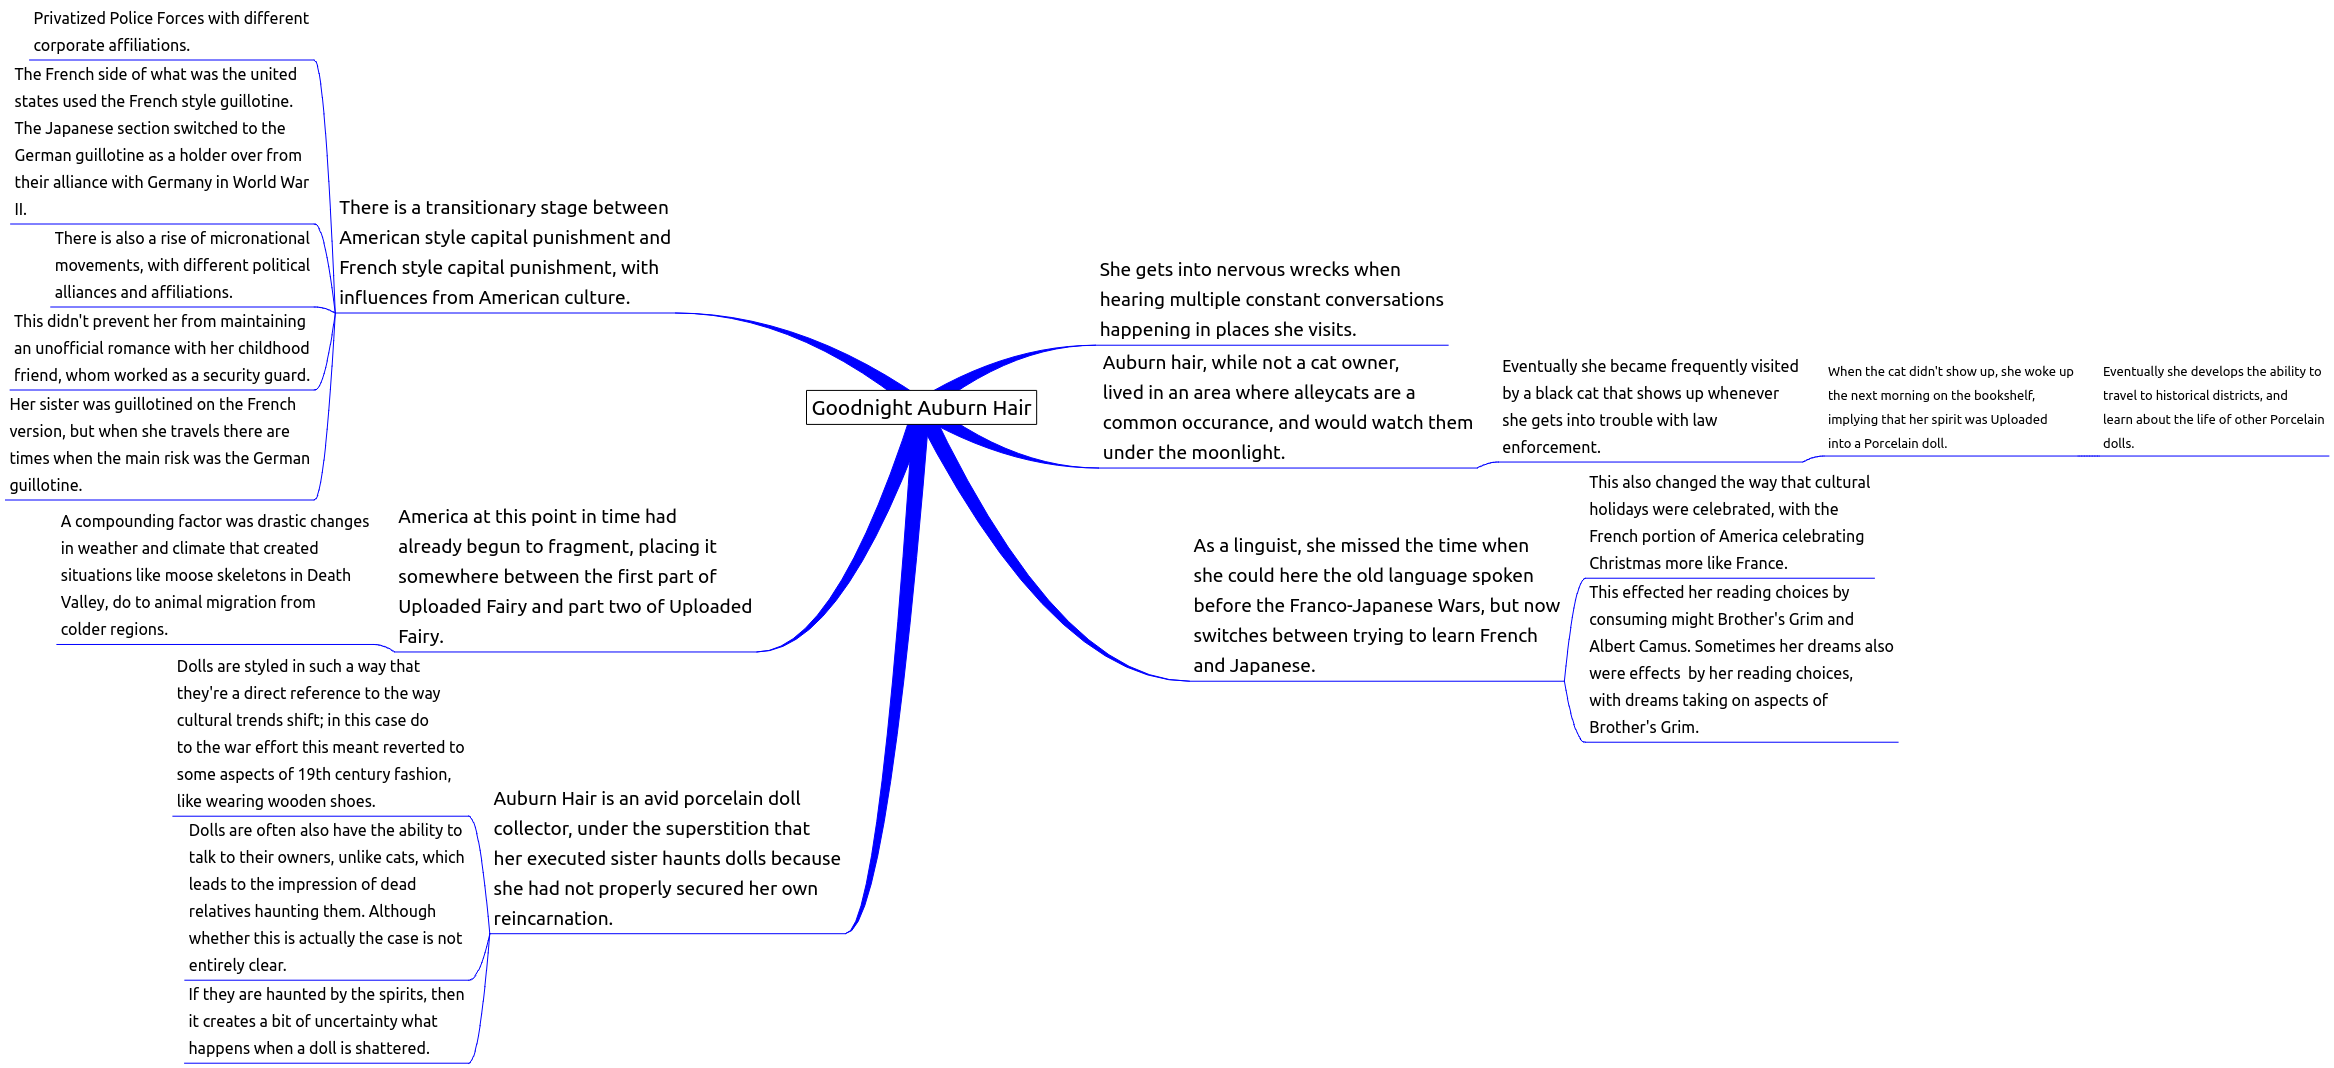 Privatized Police Forces with different
corporate affiliations.
The French side of what was the united
states used the French style guillotine.
The Japanese section switched to the
German guillotine as a holder over from
their alliance with Germany in World War
II.
There is also a rise of micronational
movements, with different political
alliances and affiliations.
This didn't prevent her from maintaining
an unofficial romance with her childhood
friend, whom worked as a security guard.
Her sister was guillotined on the French
version, but when she travels there are
times when the main risk was the German
guillotine.
There is a transitionary stage between
American style capital punishment and
French style capital punishment, with
influences from American culture.
A compounding factor was drastic changes
in weather and climate that created
situations like moose skeletons in Death
Valley, do to animal migration from
colder regions.
America at this point in time had
already begun to fragment, placing it
somewhere between the first part of
Uploaded Fairy and part two of Uploaded
Fairy.
Dolls are styled in such a way that
they're a direct reference to the way
cultural trends shift; in this case do
to the war effort this meant reverted to
some aspects of 19th century fashion,
like wearing wooden shoes.
Dolls are often also have the ability to
talk to their owners, unlike cats, which
leads to the impression of dead
relatives haunting them. Although
whether this is actually the case is not
entirely clear.
If they are haunted by the spirits, then
it creates a bit of uncertainty what
happens when a doll is shattered.
Auburn Hair is an avid porcelain doll
collector, under the superstition that
her executed sister haunts dolls because
she had not properly secured her own
reincarnation.
Goodnight Auburn Hair
She gets into nervous wrecks when
hearing multiple constant conversations
happening in places she visits.
Auburn hair, while not a cat owner,
lived in an area where alleycats are a
common occurance, and would watch them
under the moonlight.
Eventually she became frequently visited
by a black cat that shows up whenever
she gets into trouble with law
enforcement.
When the cat didn't show up, she woke up
the next morning on the bookshelf,
implying that her spirit was Uploaded
into a Porcelain doll.
Eventually she develops the ability to
travel to historical districts, and
learn about the life of other Porcelain
dolls.
As a linguist, she missed the time when
she could here the old language spoken
before the Franco-Japanese Wars, but now
switches between trying to learn French
and Japanese.
This also changed the way that cultural
holidays were celebrated, with the
French portion of America celebrating
Christmas more like France.
This effected her reading choices by
consuming might Brother's Grim and
Albert Camus. Sometimes her dreams also
were effects  by her reading choices,
with dreams taking on aspects of
Brother's Grim.